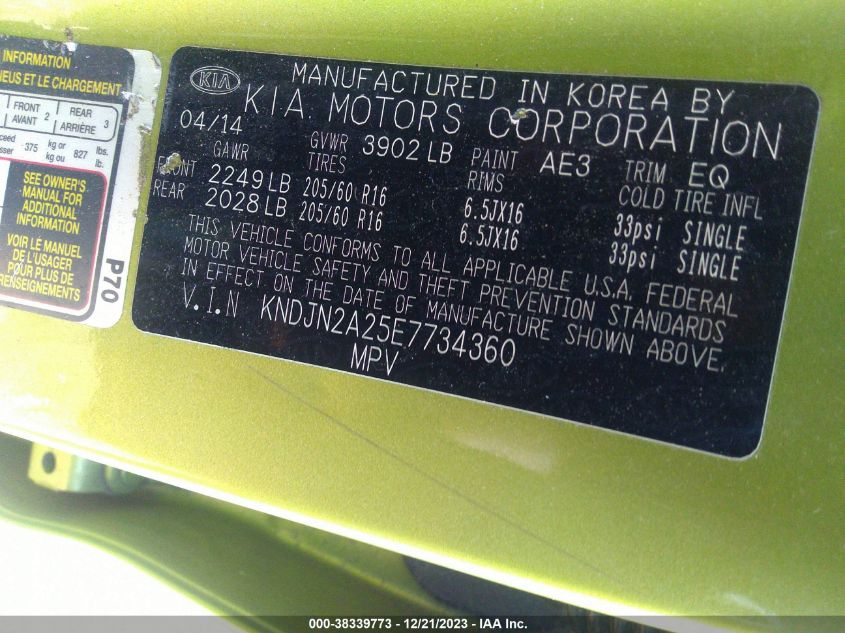 INFORMATION
NEUS ET LE CHARGEMENT
FRONT 2 REAR 3
AVANT ARRIÈRE
375 kg or 827 lbs.
kg ou lb.
SEE OWNER'S
MANUAL FOR
ADDITIONAL
INFORMATION
VOIR LE MANUEL
DE L'USAGER
POUR PLUS DE
RENSEIGNEMENTS
P70
KIA
MANUFACTURED IN KOREA BY
KIA MOTORS CORPORATION
04/14 GVWR 3902 LB PAINT AE3 TRIM EQ
GAWR TIRES RIMS COLD TIRE INFL
FRONT 2249 LB 205/60 R16 6.5JX16 33psi SINGLE
REAR 2028 LB 205/60 R16 6.5JX16 33psi SINGLE
THIS VEHICLE CONFORMS TO ALL APPLICABLE U.S.A. FEDERAL
MOTOR VEHICLE SAFETY AND THEFT PREVENTION STANDARDS
IN EFFECT ON THE DATE OF MANUFACTURE SHOWN ABOVE.
V.I.N KNDJN2A25E7734360
MPV
000-38339773 - 12/21/2023 - IAA Inc.